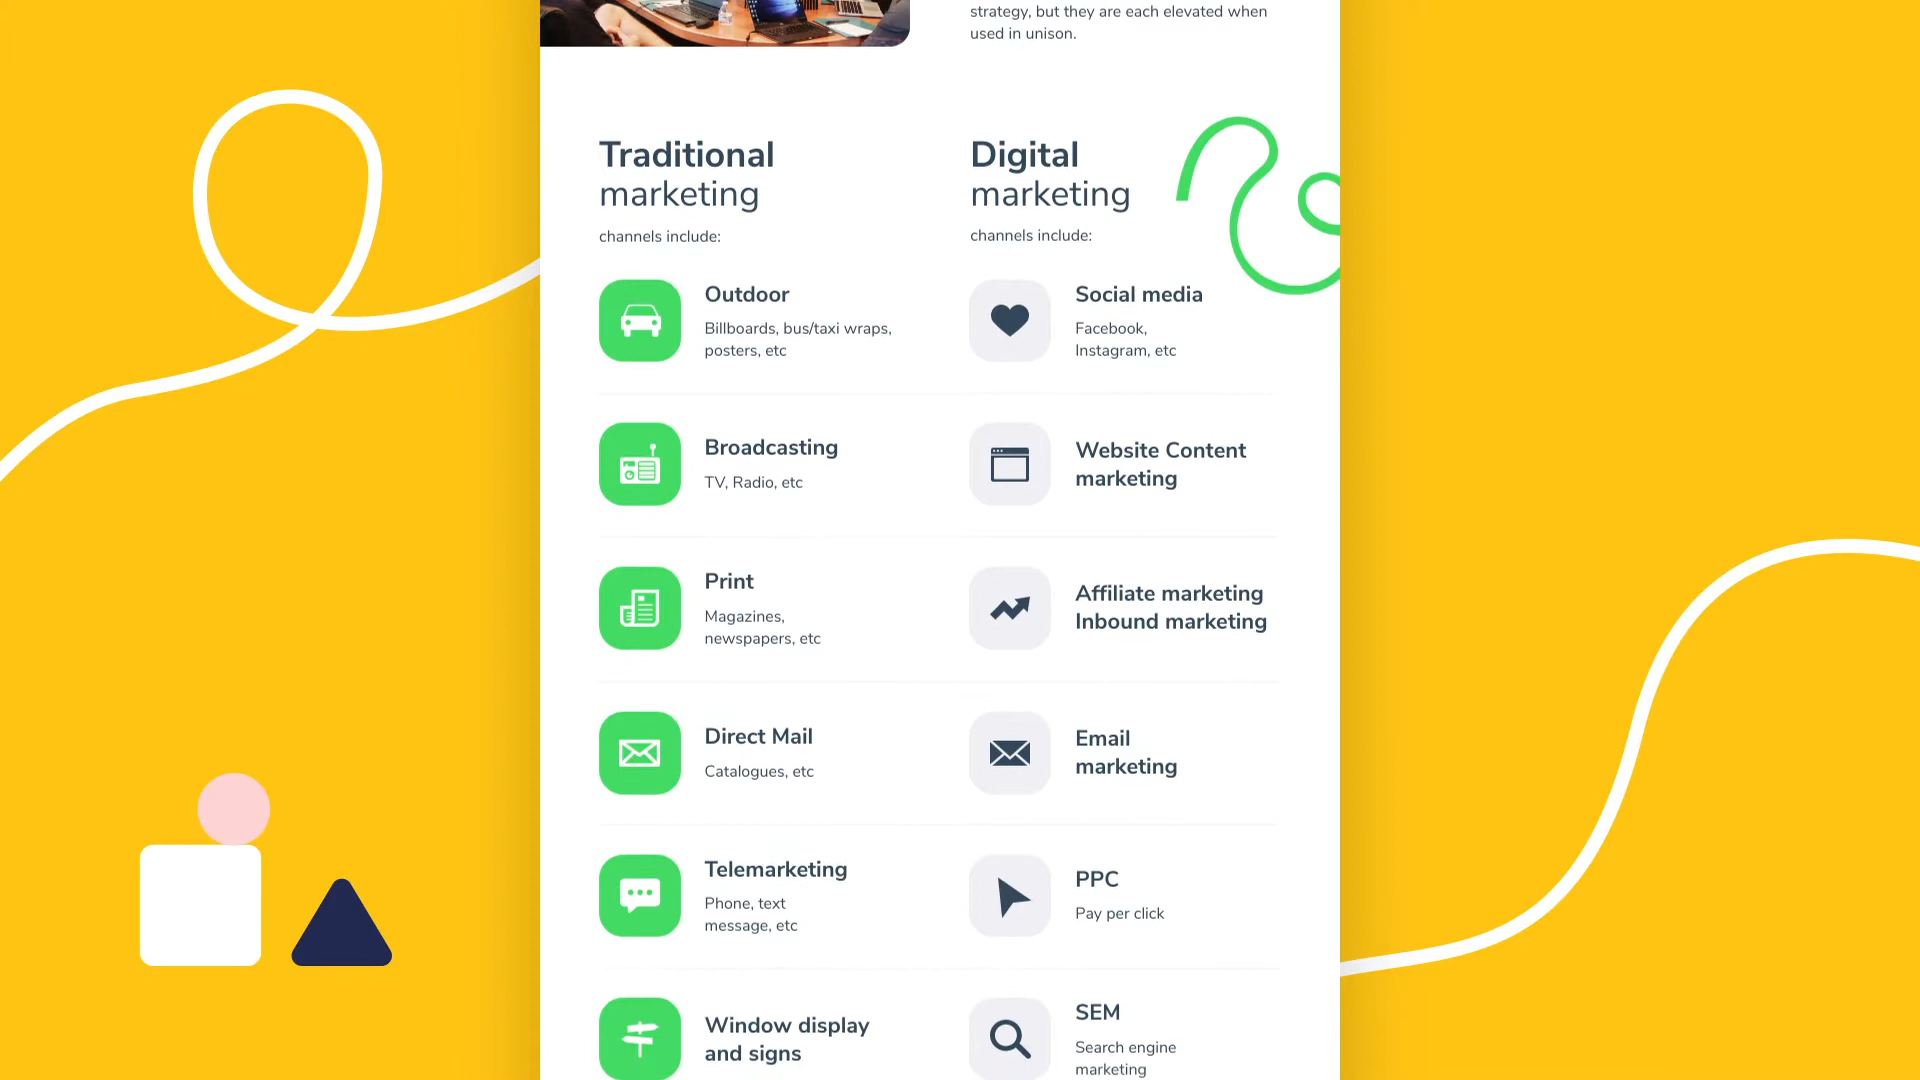 strategy, but they are each elevated when
used in unison.
Traditional
marketing
channels include:
Outdoor
Billboards, bus/taxi wraps,
posters, etc
Broadcasting
TV, Radio, etc
Print
Magazines,
newspapers, etc
Direct Mail
Catalogues, etc
Telemarketing
Phone, text
message, etc
Window display
and signs
Digital
marketing
channels include:
Social media
Facebook,
Instagram, etc
Website Content
marketing
Affiliate marketing
Inbound marketing
Email
marketing
PPC
Pay per click
SEM
Search engine
marketing